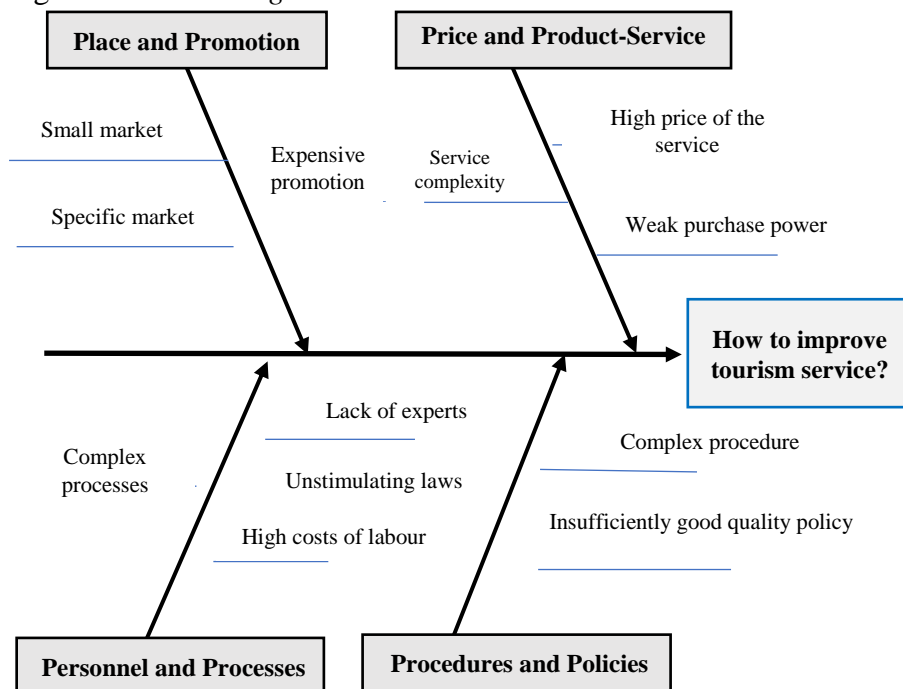 Place and Promotion
Price and Product-Service
Small market
Specific market
Expensive
promotion
Service
complexity
High price of the
service
Weak purchase power
How to improve
tourism service?
Complex
processes
Lack of experts
Unstimulating laws
High costs of labour
Complex procedure
Insufficiently good quality policy
Personnel and Processes
Procedures and Policies